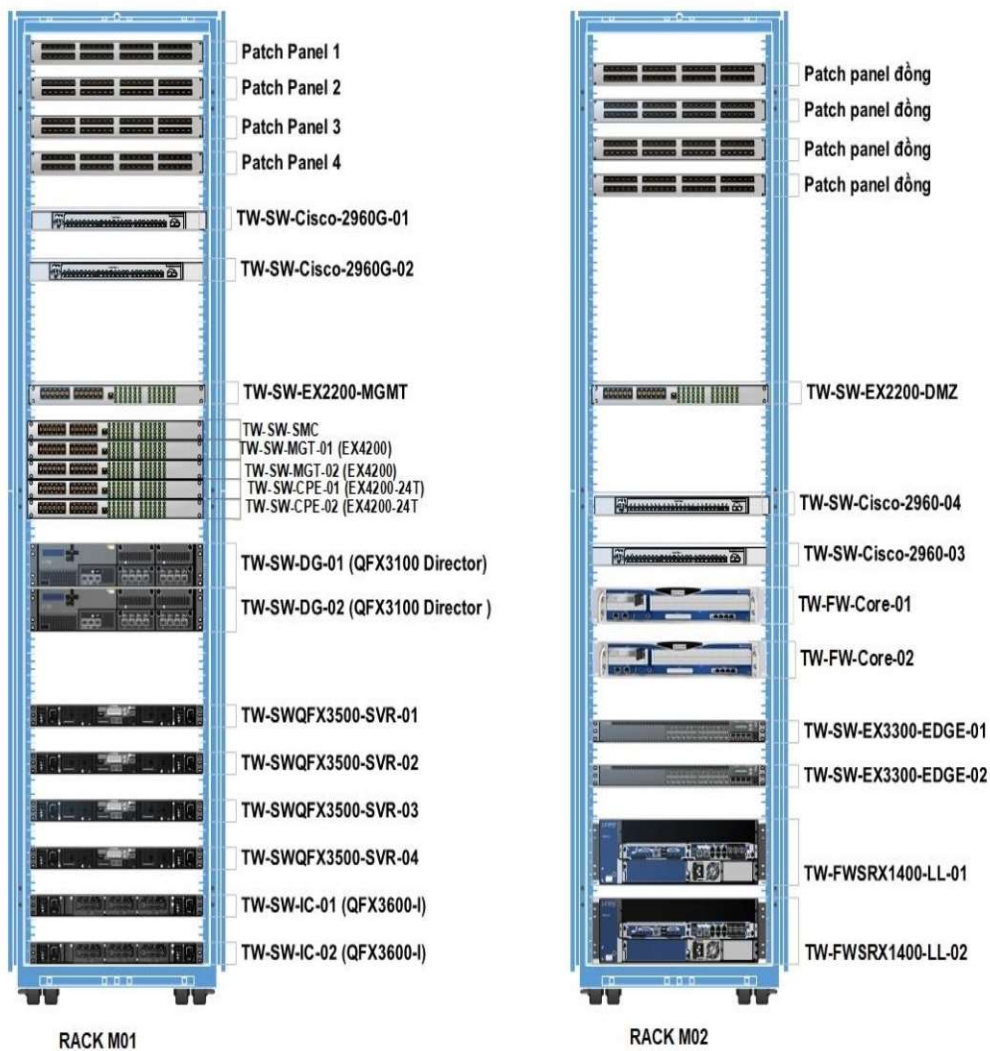 Patch Panel 1
Patch Panel 2
Patch Panel 3
Patch Panel 4
TW-SW-Cisco-2960G-01
TW-SW-Cisco-2960G-02
TW-SW-EX2200-MGMT
TW-SW-SMC
TW-SW-MGT-01 (EX4200)
TW-SW-MGT-02 (EX4200)
TW-SW-CPE-01 (EX4200-24T)
TW-SW-CPE-02 (EX4200-24T
TW-SW-DG-01 (QFX3100 Director)
TW-SW-DG-02 (QFX3100 Director )
TW-SWQFX3500-SVR-01
TW-SWQFX3500-SVR-02
TW-SWQFX3500-SVR-03
TW-SWQFX3500-SVR-04
TW-SW-IC-01 (QFX3600-I)
TW-SW-IC-02 (QFX3600-I)
RACK M01
Patch panel đồng
Patch panel đồng
Patch panel đồng
Patch panel đồng
TW-SW-EX2200-DMZ
TW-SW-Cisco-2960-04
TW-SW-Cisco-2960-03
TW-FW-Core-01
TW-FW-Core-02
TW-SW-EX3300-EDGE-01
TW-SW-EX3300-EDGE-02
TW-FWSRX1400-LL-01
TW-FWSRX1400-LL-02
RACK M02